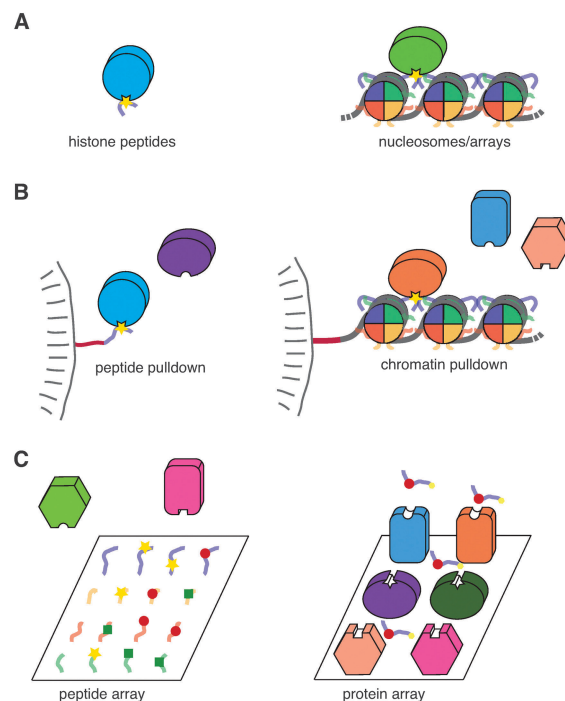 A
histone peptides
nucleosomes/arrays
B
peptide pulldown
chromatin pulldown
C
peptide array
protein array